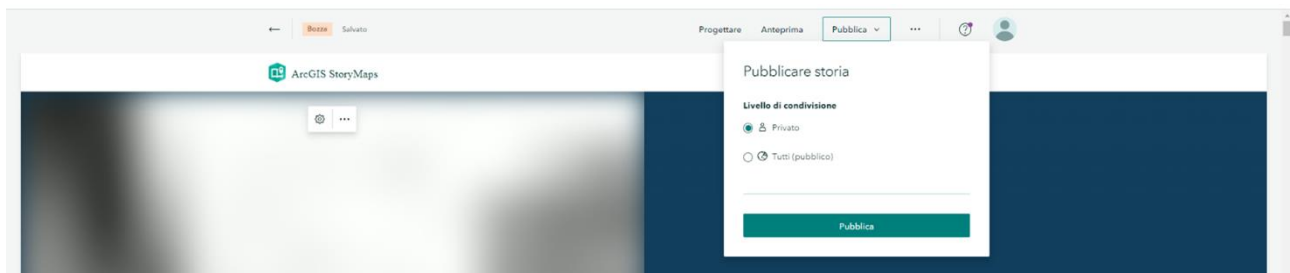 Bozza Salvato
Progettare Anteprima Pubblica
ArcGIS StoryMaps
Pubblicare storia
Livello di condivisione
Privato
Tutti (pubblico)
Pubblica